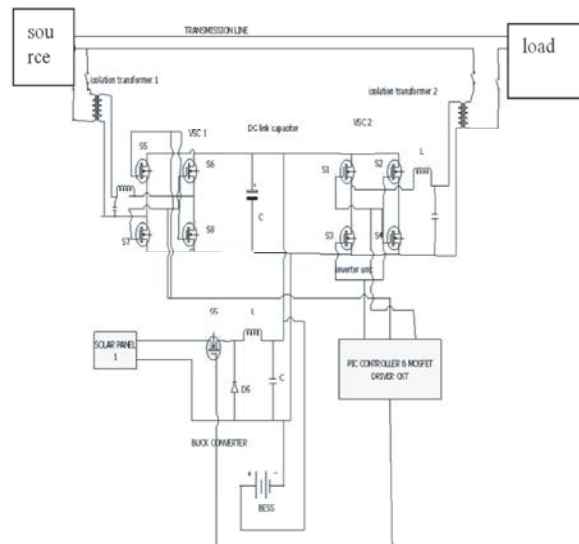 sou
rce
TRANSMISSION LINE
load
isolation transformer 1
isolation transformer 2
VSC 1
DC link capacitor
VSC 2
S5
S6
S1
S2
L
C
S7
S8
S3
S4
S5
L
SOLAR PANEL
1
C
D5
PIC CONTROLLER & MOSFET
DRIVER CKT
BUCK CONVERTER
+
-
BESS